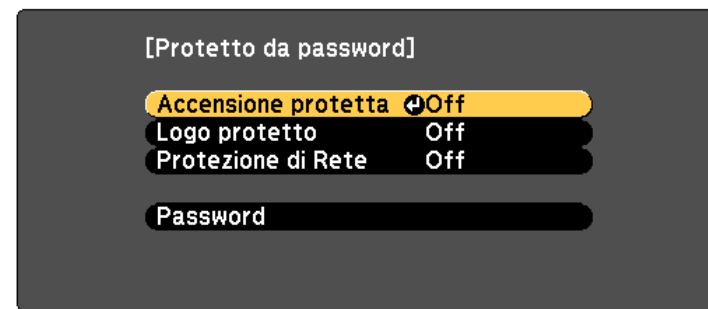 [Protetto da password]
Accensione protetta Off
Logo protetto Off
Protezione di Rete Off
Password